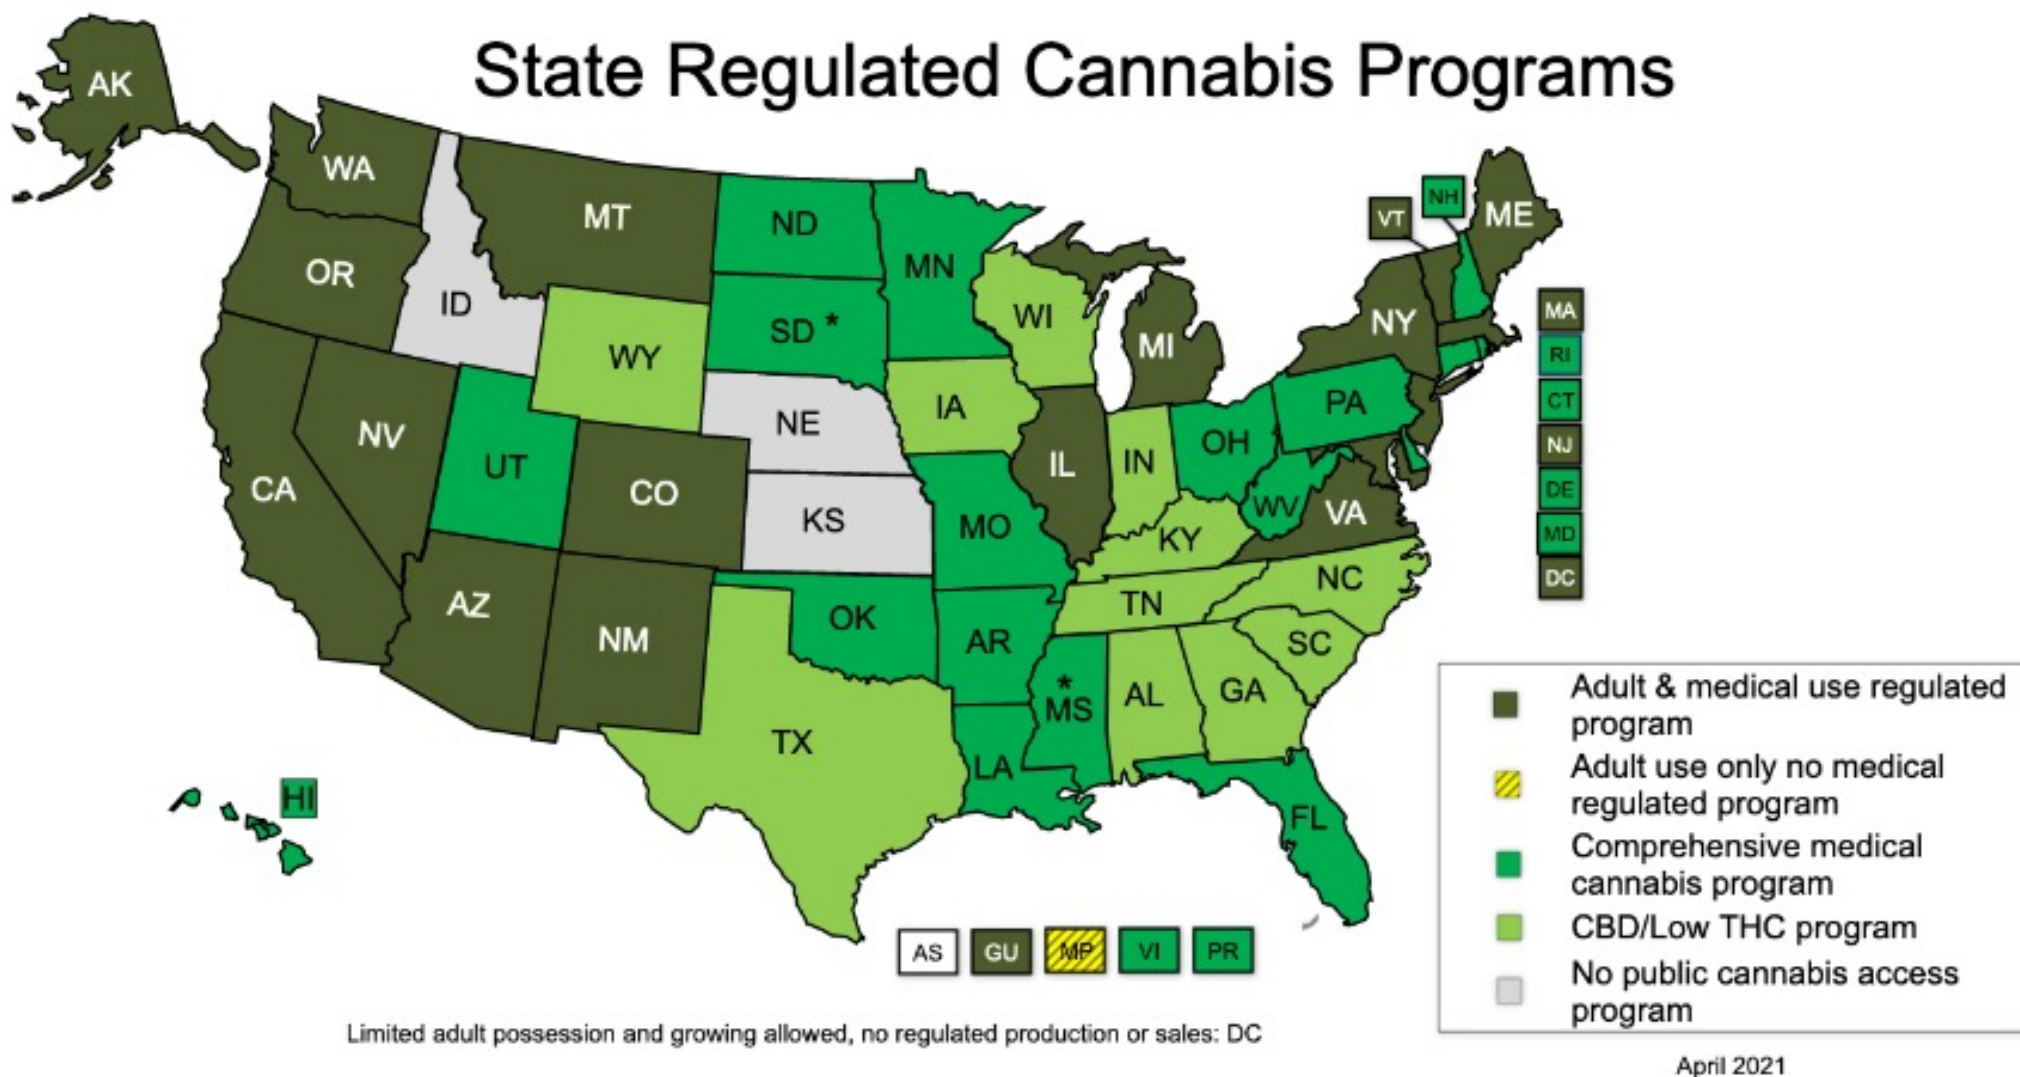 State Regulated Cannabis Programs
AK
WA
MT
ND
MN
VT
NH
ME
OR
ID
WY
SD *
WI
MI
NY
MA
RI
CT
NJ
DE
MD
DC
NE
IA
PA
NV
UT
CO
IL
IN
OH
CA
KS
MO
WV
VA
KY
NC
AZ
NM
OK
AR
TN
SC
TX
LA
*
MS
AL
GA
FL
HI
AS
GU
MP
VI
PR
Adult & medical use regulated
program
Adult use only no medical
regulated program
Comprehensive medical
cannabis program
CBD/Low THC program
No public cannabis access
program
Limited adult possession and growing allowed, no regulated production or sales: DC
April 2021